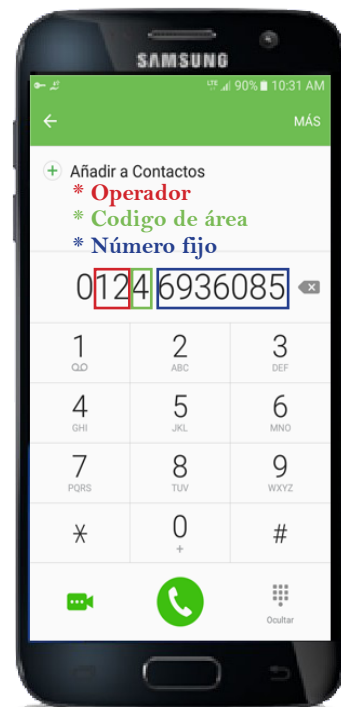 SAMSUNG
LTE 90% 10:31 AM
MÁS
Añadir a Contactos
* Operador
* Codigo de área
* Número fijo
01246936085
1 2 3
ABC DEF
4 5 6
GHI JKL MNO
7 8 9
PQRS TUV WXYZ
* 0 #
+
Ocultar